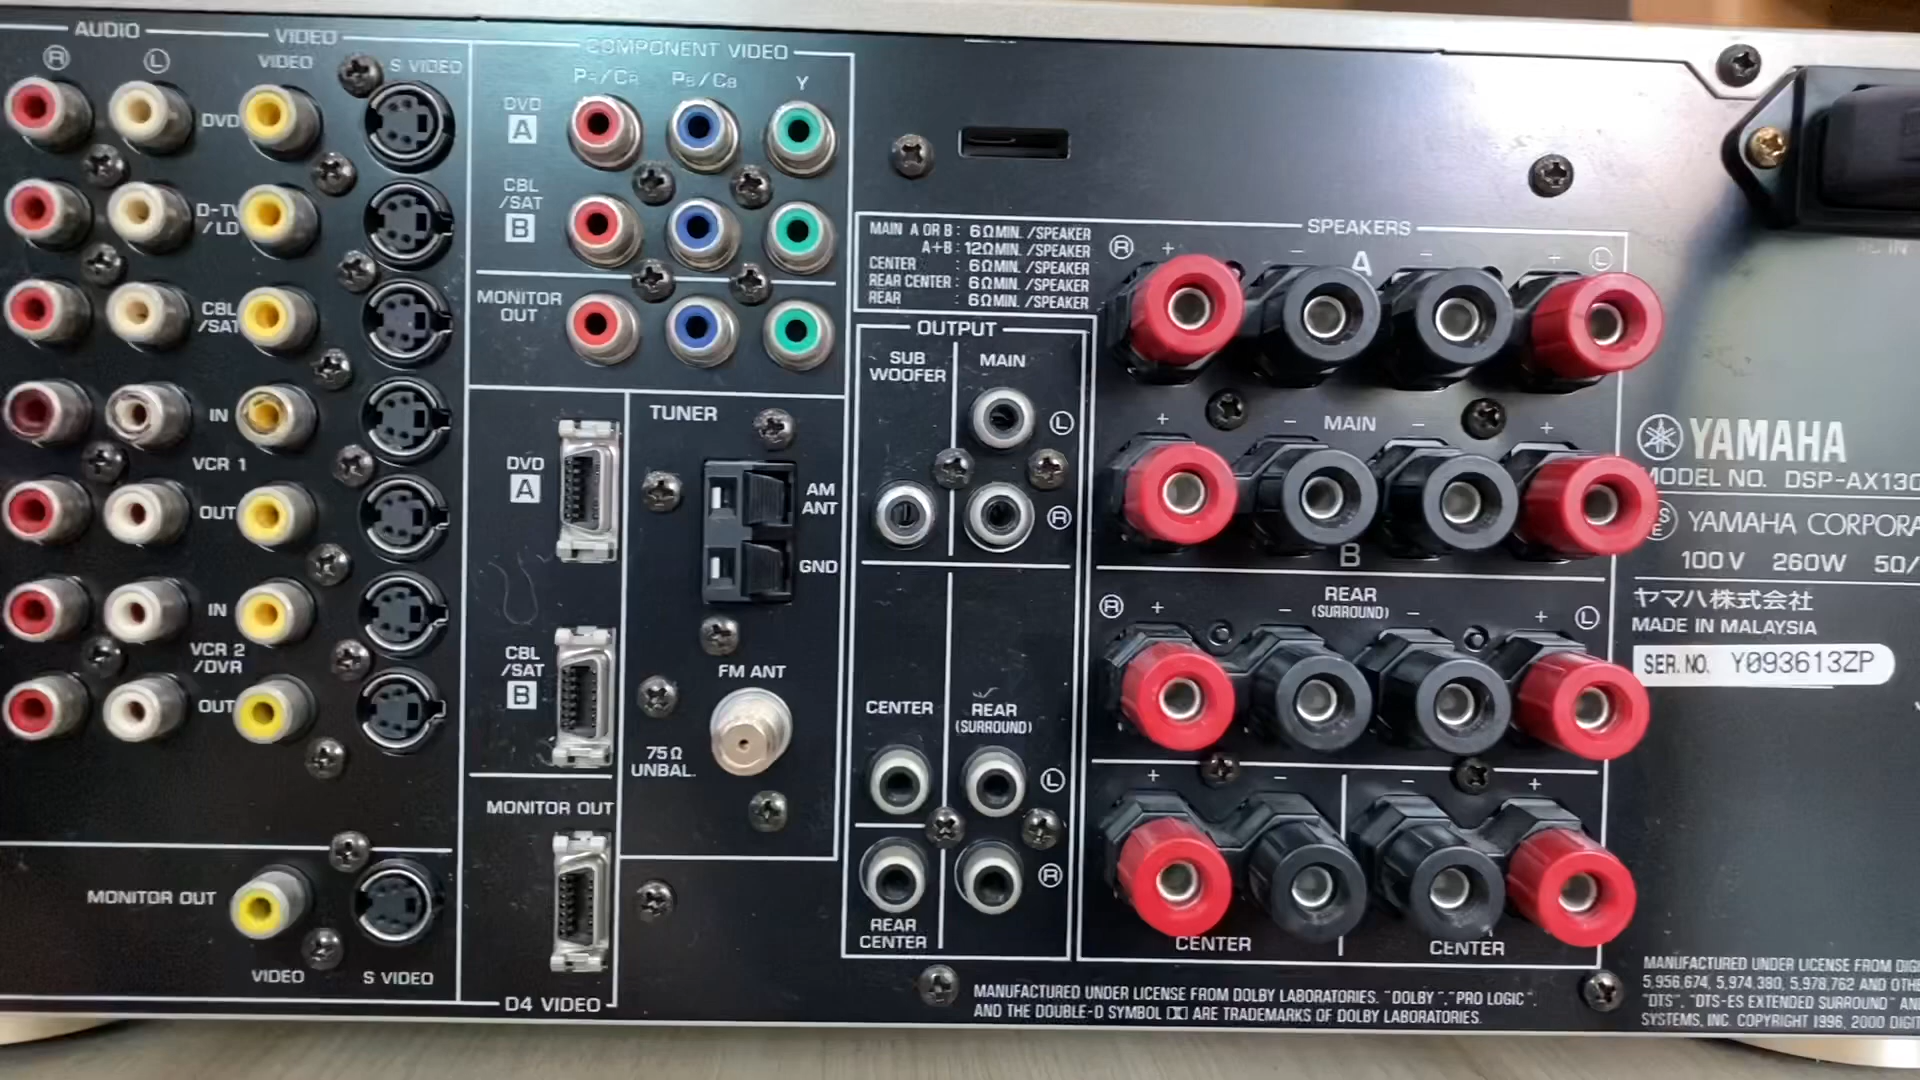 AUDIO
VIDEO
R
L
VIDEO
S VIDEO
DVD
D-TV
/LD
CBL
/SAT
IN
VCR 1
OUT
IN
VCR 2
/DVR
OUT
MONITOR OUT
VIDEO
S VIDEO
COMPONENT VIDEO
PR/CR
PB/CB
Y
DVD
A
CBL
/SAT
B
MONITOR
OUT
DVD
A
CBL
/SAT
B
MONITOR OUT
D4 VIDEO
TUNER
AM
ANT
GND
FM ANT
75Ω
UNBAL.
MAIN A OR B : 6ΩMIN. /SPEAKER
A+B : 12ΩMIN. /SPEAKER
CENTER : 6ΩMIN. /SPEAKER
REAR CENTER : 6ΩMIN. /SPEAKER
REAR : 6ΩMIN. /SPEAKER
OUTPUT
SUB
WOOFER
MAIN
L
R
CENTER
REAR
(SURROUND)
L
R
REAR
CENTER
SPEAKERS
R + − A − + L
+ − MAIN − +
B
REAR
(SURROUND)
R + − − + L
+ − − +
CENTER
CENTER
YAMAHA
MODEL NO. DSP-AX130
YAMAHA CORPORA
100V 260W 50/
ヤマハ株式会社
MADE IN MALAYSIA
SER. NO. Y093613ZP
MANUFACTURED UNDER LICENSE FROM DOLBY LABORATORIES. "DOLBY", "PRO LOGIC",
AND THE DOUBLE-D SYMBOL ARE TRADEMARKS OF DOLBY LABORATORIES.
MANUFACTURED UNDER LICENSE FROM DIGI
5,956,674, 5,974,380, 5,978,762 AND OTHE
"DTS", "DTS-ES EXTENDED SURROUND" AN
SYSTEMS, INC. COPYRIGHT 1996, 2000 DIGIT